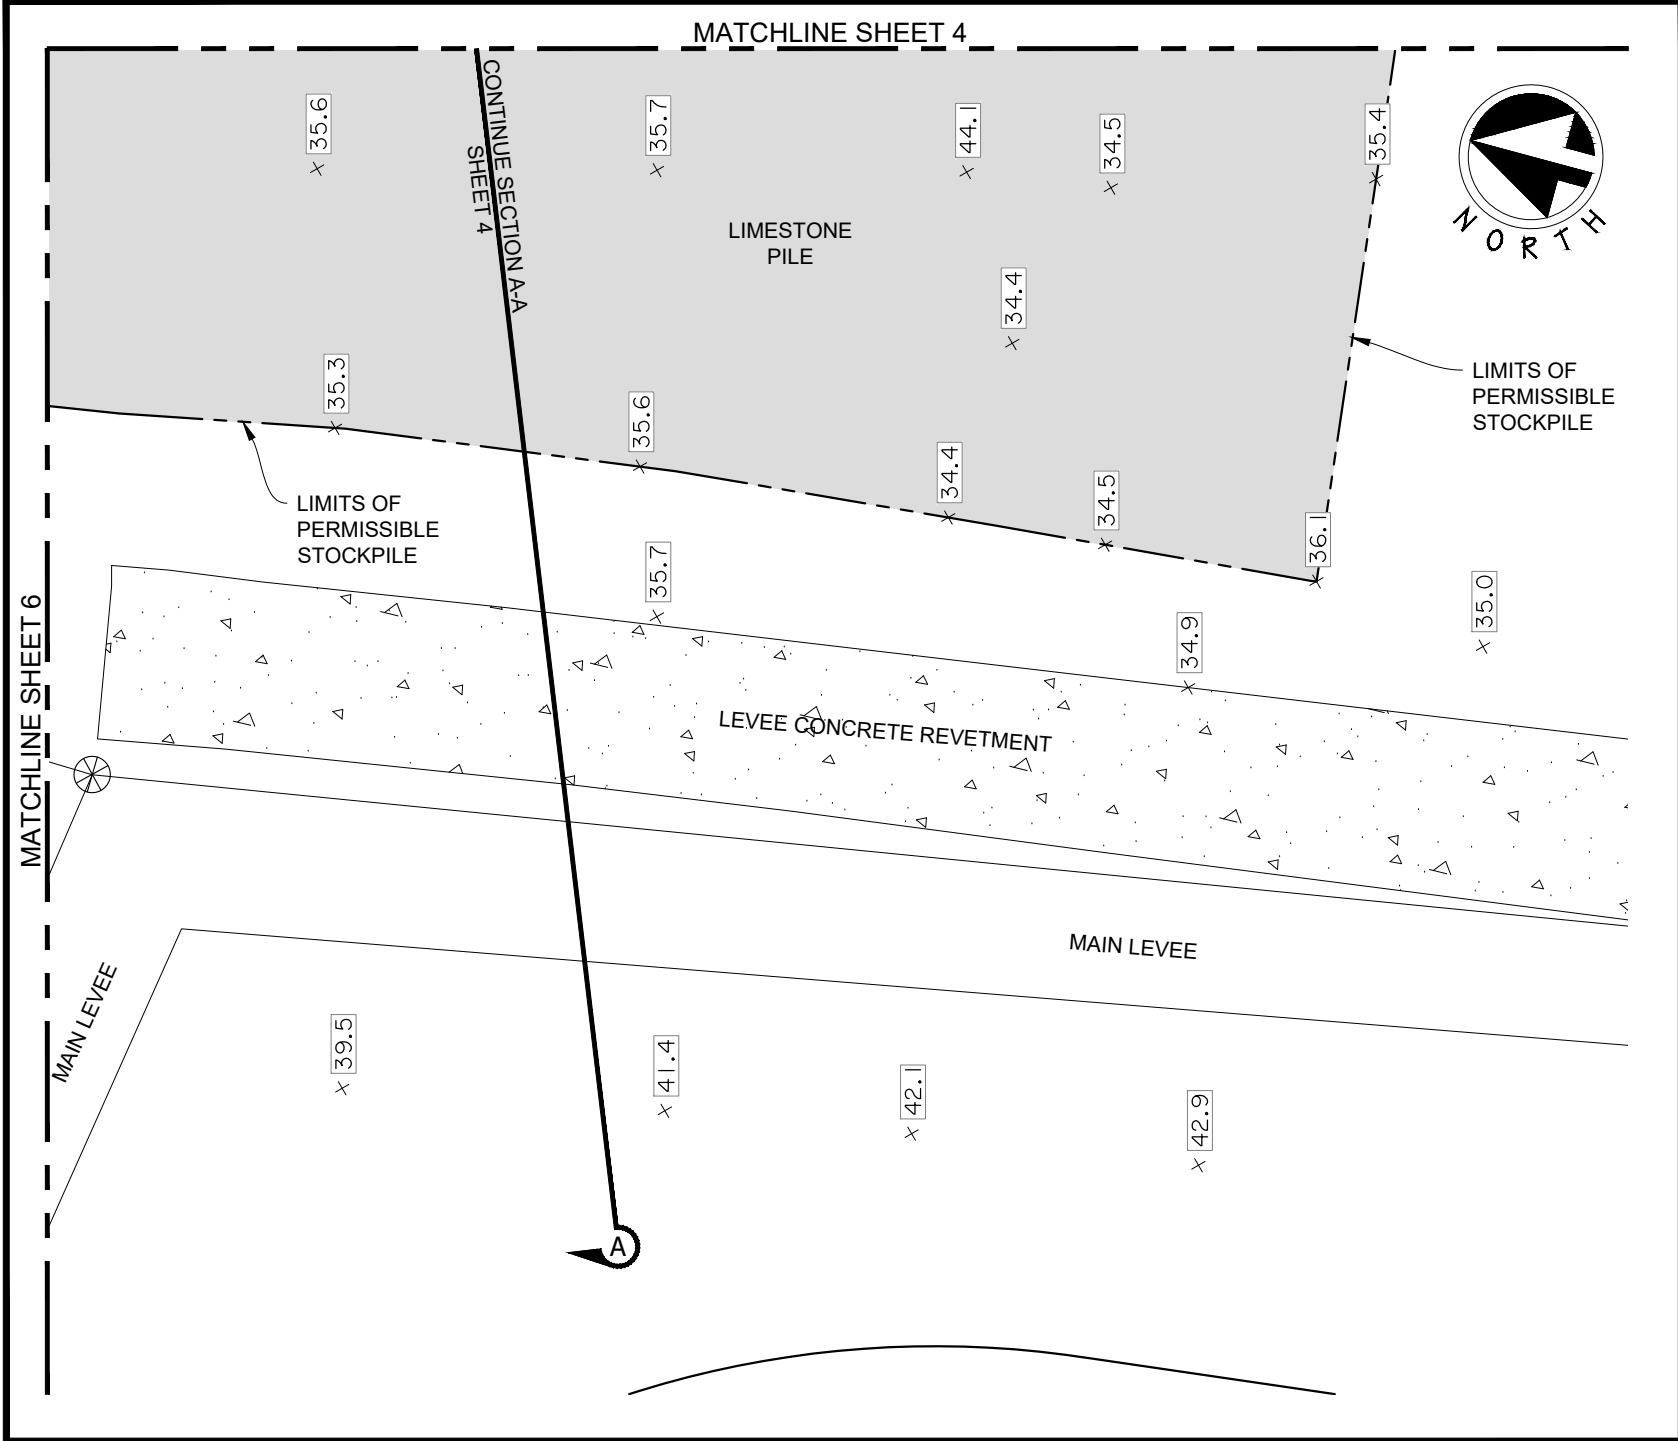 MATCHLINE SHEET 4
CONTINUE SECTION A-A
SHEET 4
35.6
35.7
44.1
34.5
35.4
NORTH
LIMESTONE
PILE
34.4
LIMITS OF
PERMISSIBLE
STOCKPILE
35.3
35.6
34.4
34.5
36.1
LIMITS OF
PERMISSIBLE
STOCKPILE
35.7
34.9
35.0
MATCHLINE SHEET 6
LEVEE CONCRETE REVETMENT
MAIN LEVEE
MAIN LEVEE
39.5
41.4
42.1
42.9
A